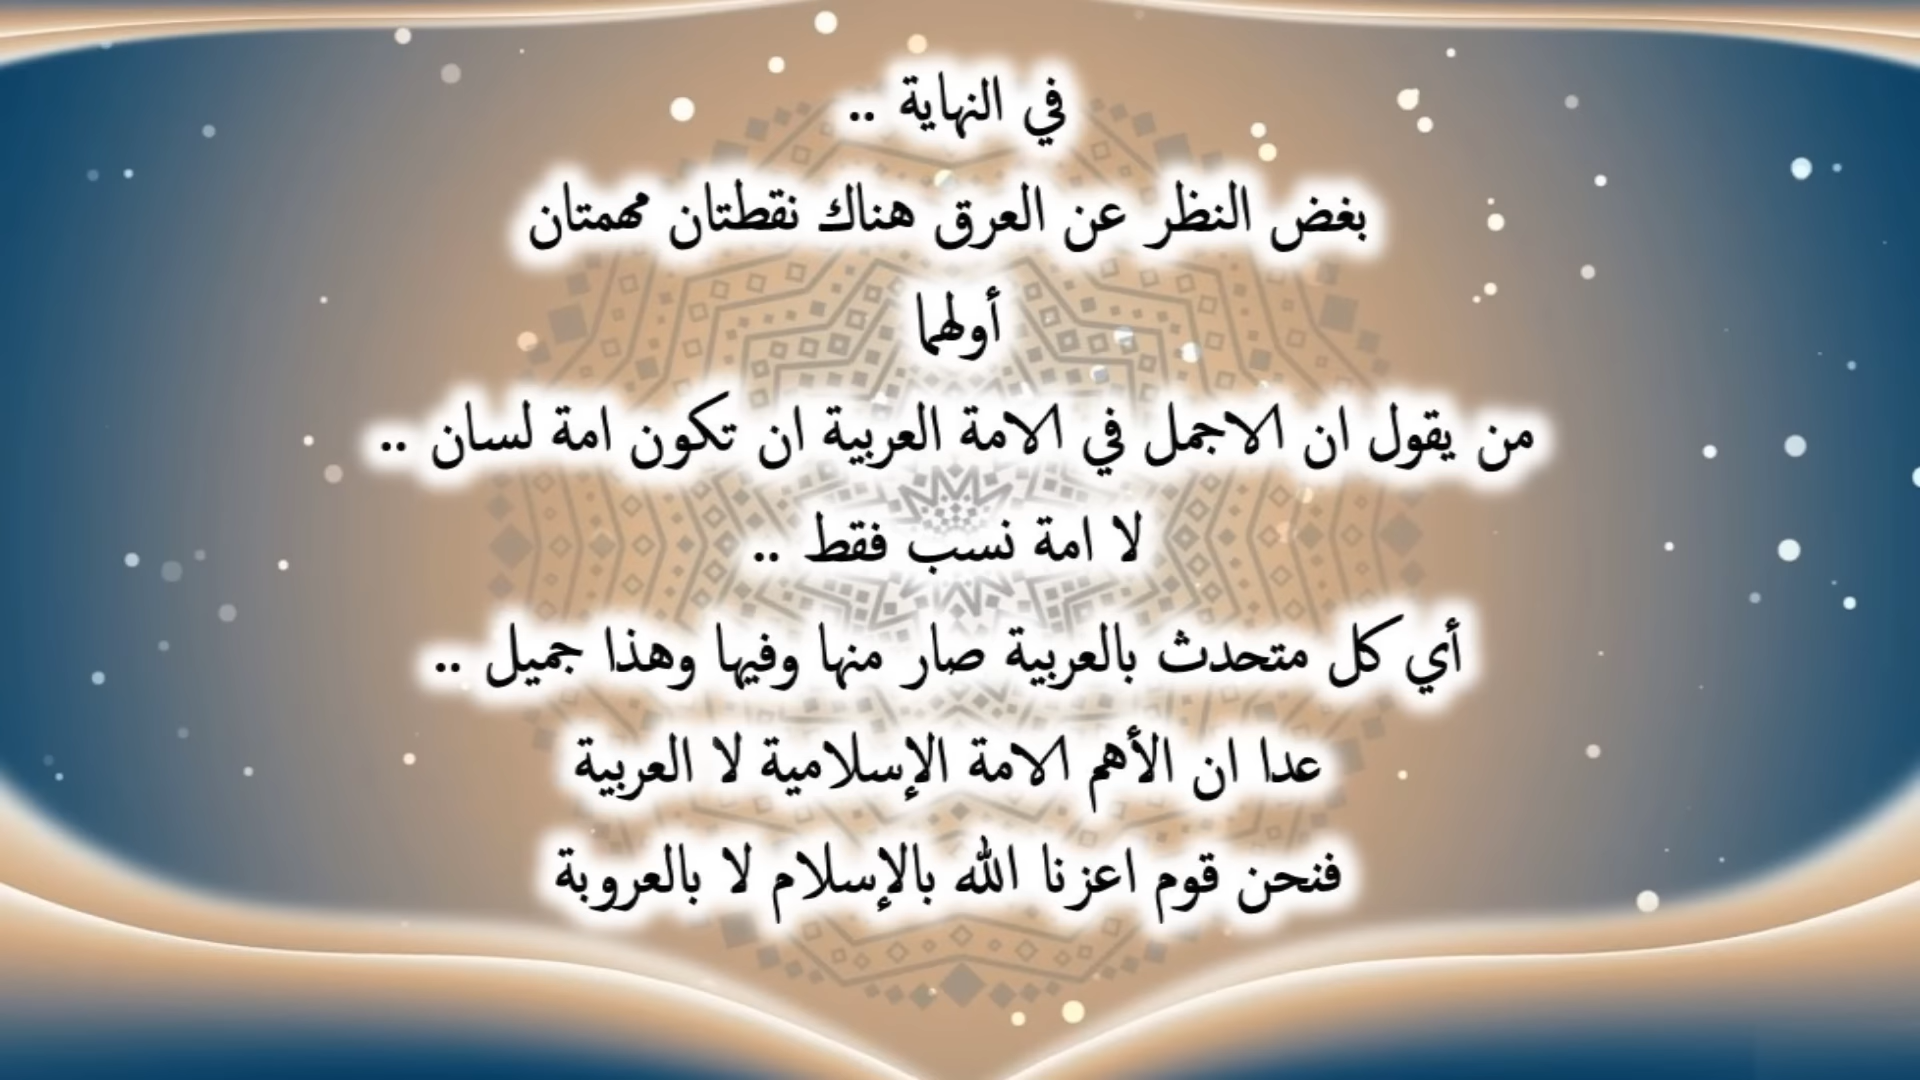 في النهاية ..
بغض النظر عن العرق هناك نقطتان مهمتان
أولهما
من يقول ان الاجمل في الامة العربية ان تكون امة لسان ..
لا امة نسب فقط ..
أي كل متحدث بالعربية صار منها وفيها وهذا جميل ..
عدا ان الأهم الامة الإسلامية لا العربية
فنحن قوم اعزنا الله بالإسلام لا بالعروبة